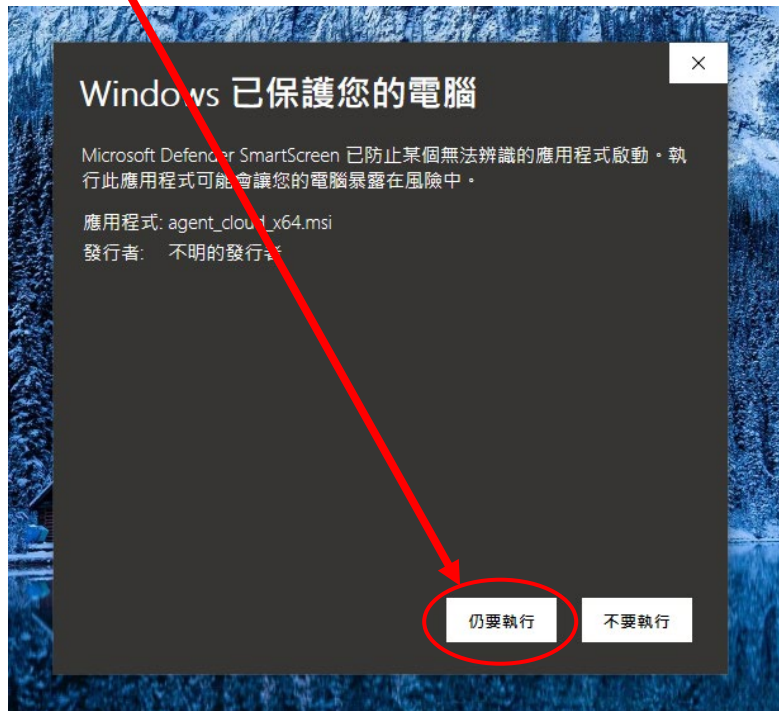 Windows 已保護您的電腦
Microsoft Defender SmartScreen 已防止某個無法辨識的應用程式啟動。執
行此應用程式可能會讓您的電腦暴露在風險中。
應用程式: agent_cloud_x64.msi
發行者: 不明的發行者
仍要執行
不要執行